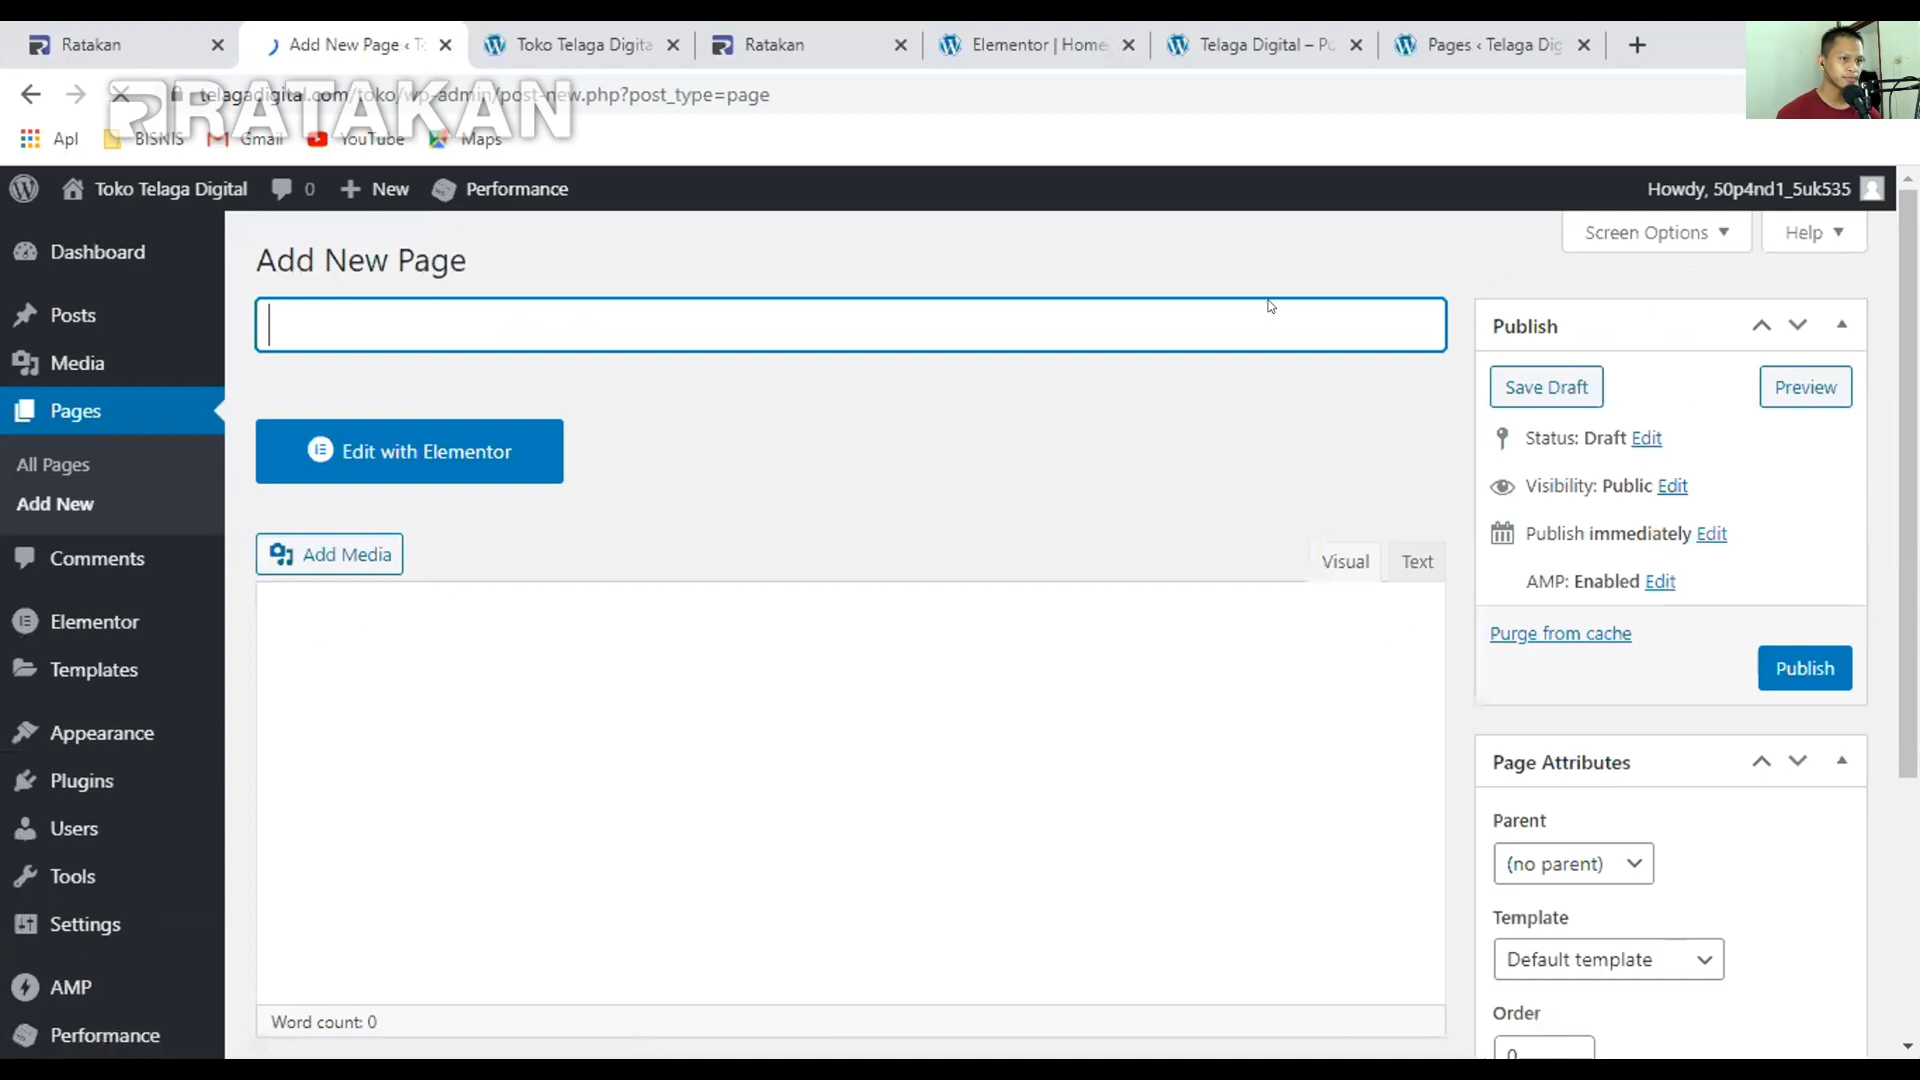 Ratakan
Add New Page ‹ T
Toko Telaga Digita
Ratakan
Elementor | Home
Telaga Digital – Pu
Pages ‹ Telaga Dig
telagadigital.com/toko/wp-admin/post-new.php?post_type=page
RATAKAN
Apl
BISNIS
Gmail
YouTube
Maps
Toko Telaga Digital
0
New
Performance
Howdy, 50p4nd1_5uk535
Screen Options
Help
Dashboard
Posts
Media
Pages
All Pages
Add New
Comments
Elementor
Templates
Appearance
Plugins
Users
Tools
Settings
AMP
Performance
Add New Page
Edit with Elementor
Add Media
Visual
Text
Word count: 0
Publish
Save Draft
Preview
Status: Draft Edit
Visibility: Public Edit
Publish immediately Edit
AMP: Enabled Edit
Purge from cache
Publish
Page Attributes
Parent
(no parent)
Template
Default template
Order
0